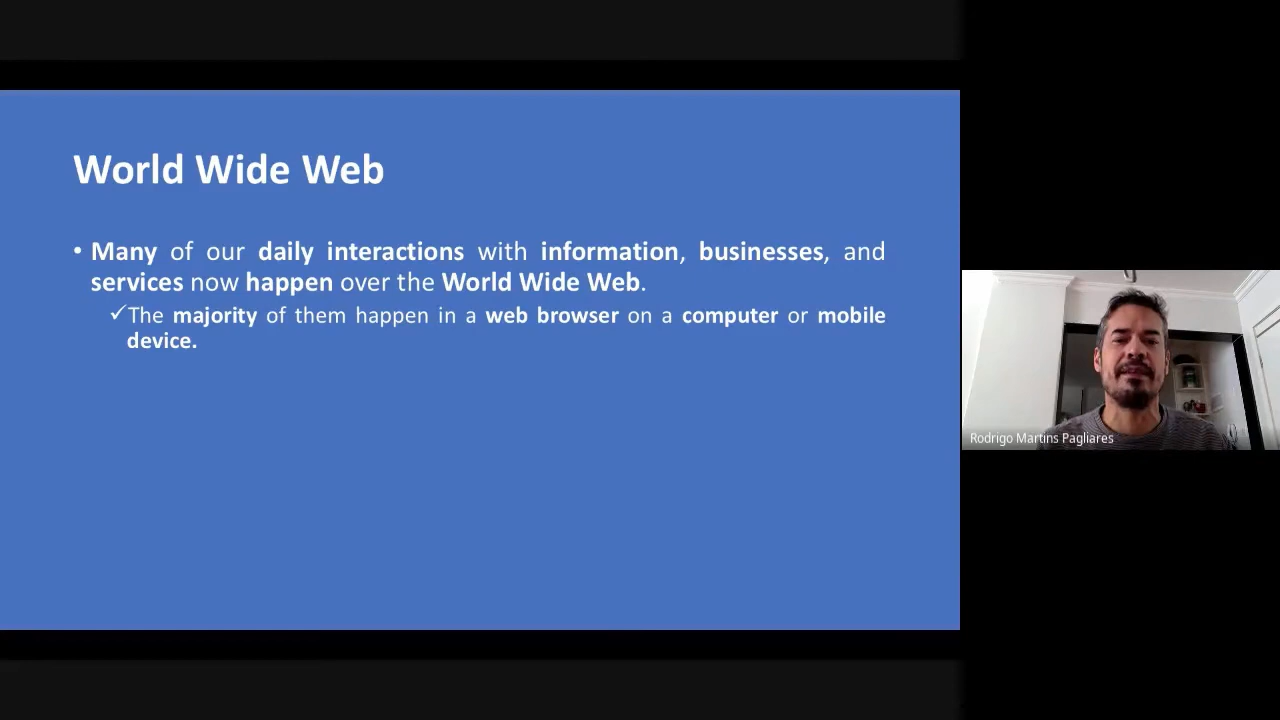 World Wide Web
• Many of our daily interactions with information, businesses, and
services now happen over the World Wide Web.
✓The majority of them happen in a web browser on a computer or mobile
device.
Rodrigo Martins Pagliares